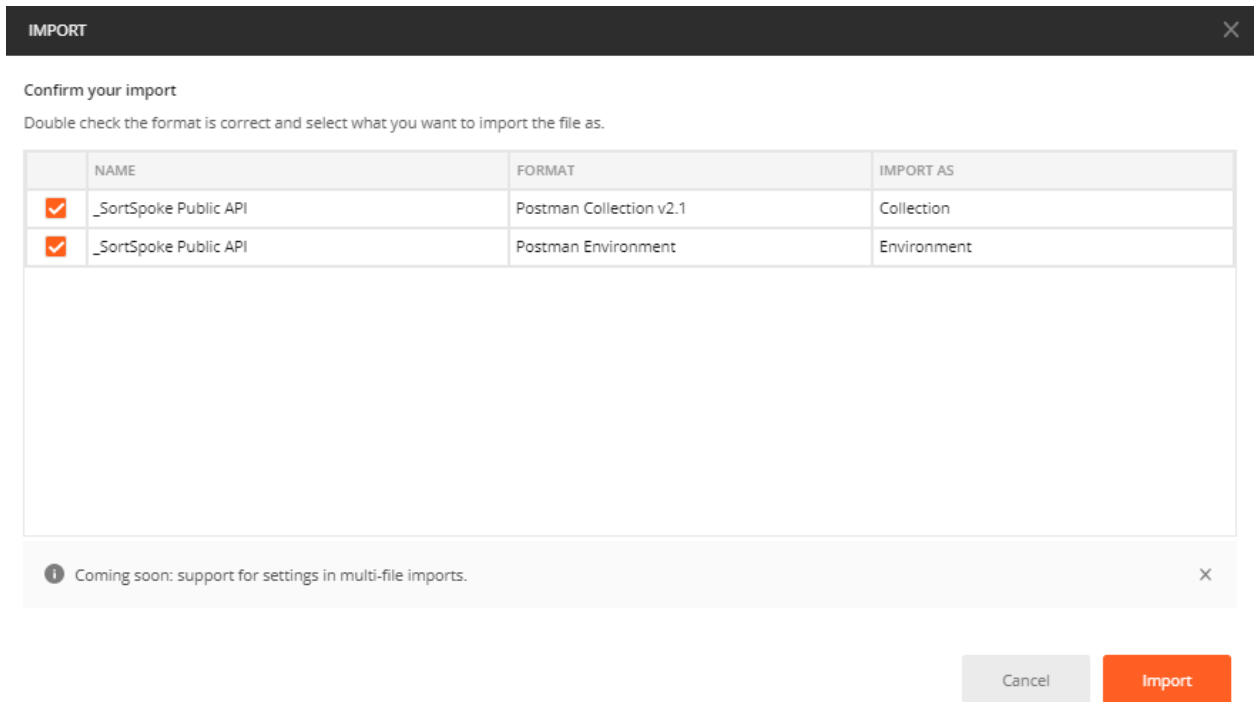 IMPORT
Confirm your import
Double check the format is correct and select what you want to import the file as.
NAME FORMAT IMPORT AS
_SortSpoke Public API Postman Collection v2.1 Collection
_SortSpoke Public API Postman Environment Environment
Coming soon: support for settings in multi-file imports.
Cancel Import